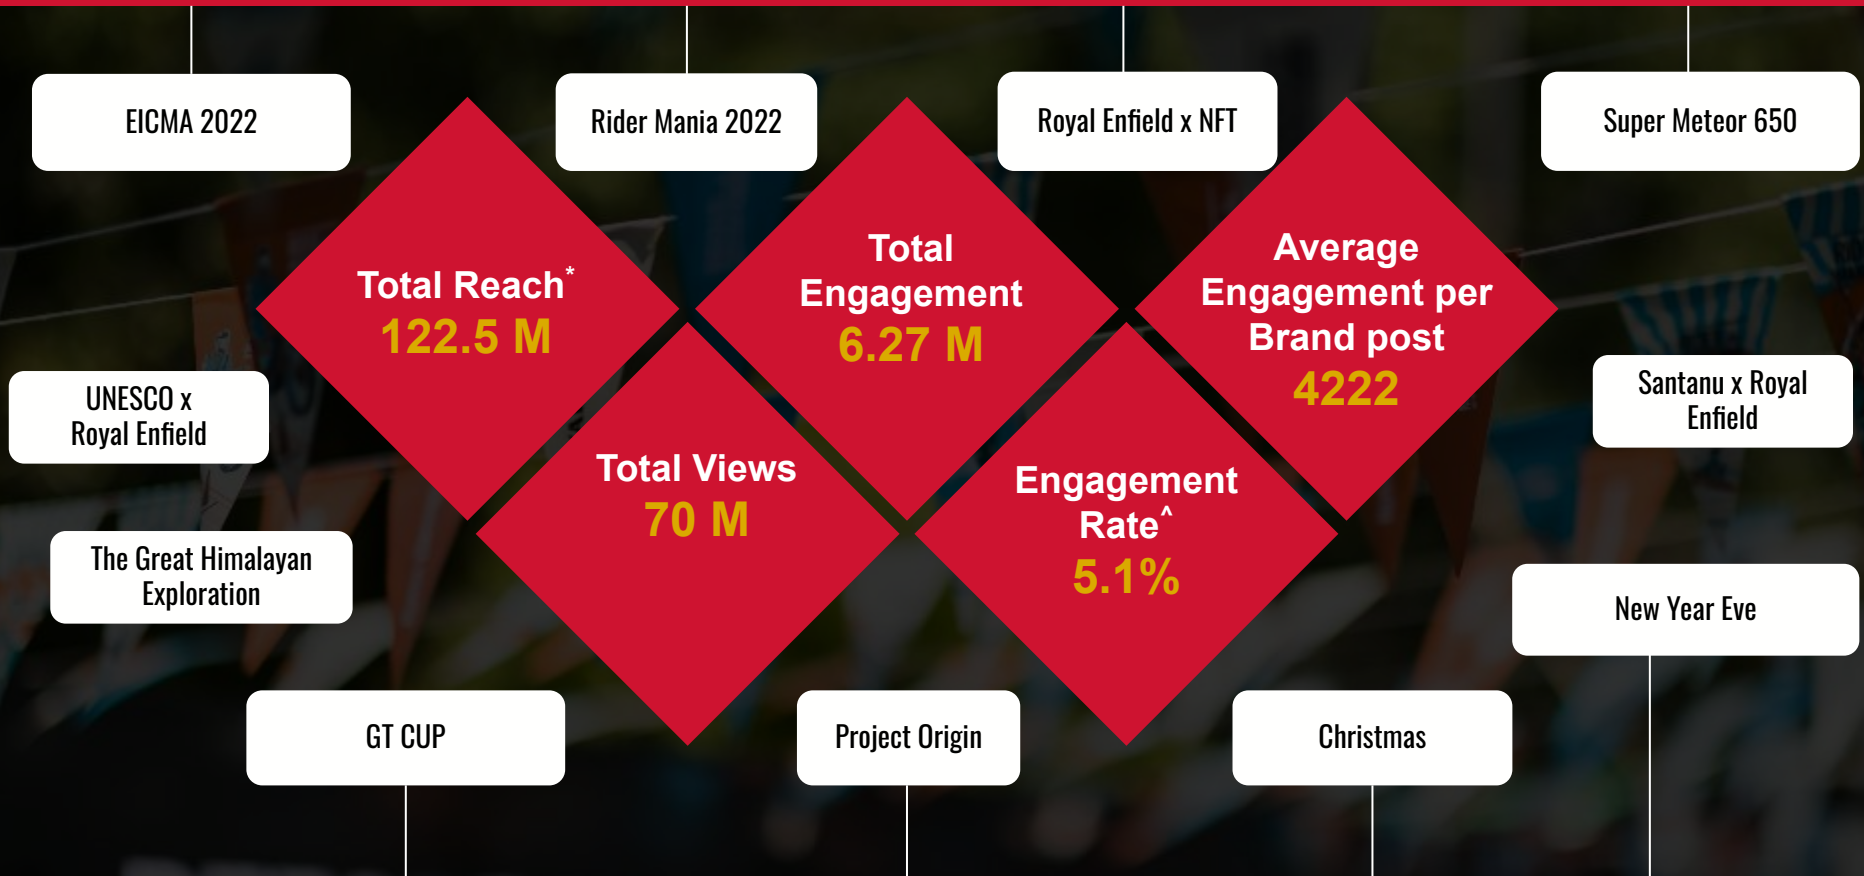 EICMA 2022
Rider Mania 2022
Royal Enfield x NFT
Super Meteor 650
Total Reach*
122.5 M
Total
Engagement
6.27 M
Average
Engagement per
Brand post
4222
UNESCO x
Royal Enfield
Santanu x Royal
Enfield
Total Views
70 M
Engagement
Rate^
5.1%
The Great Himalayan
Exploration
New Year Eve
GT CUP
Project Origin
Christmas